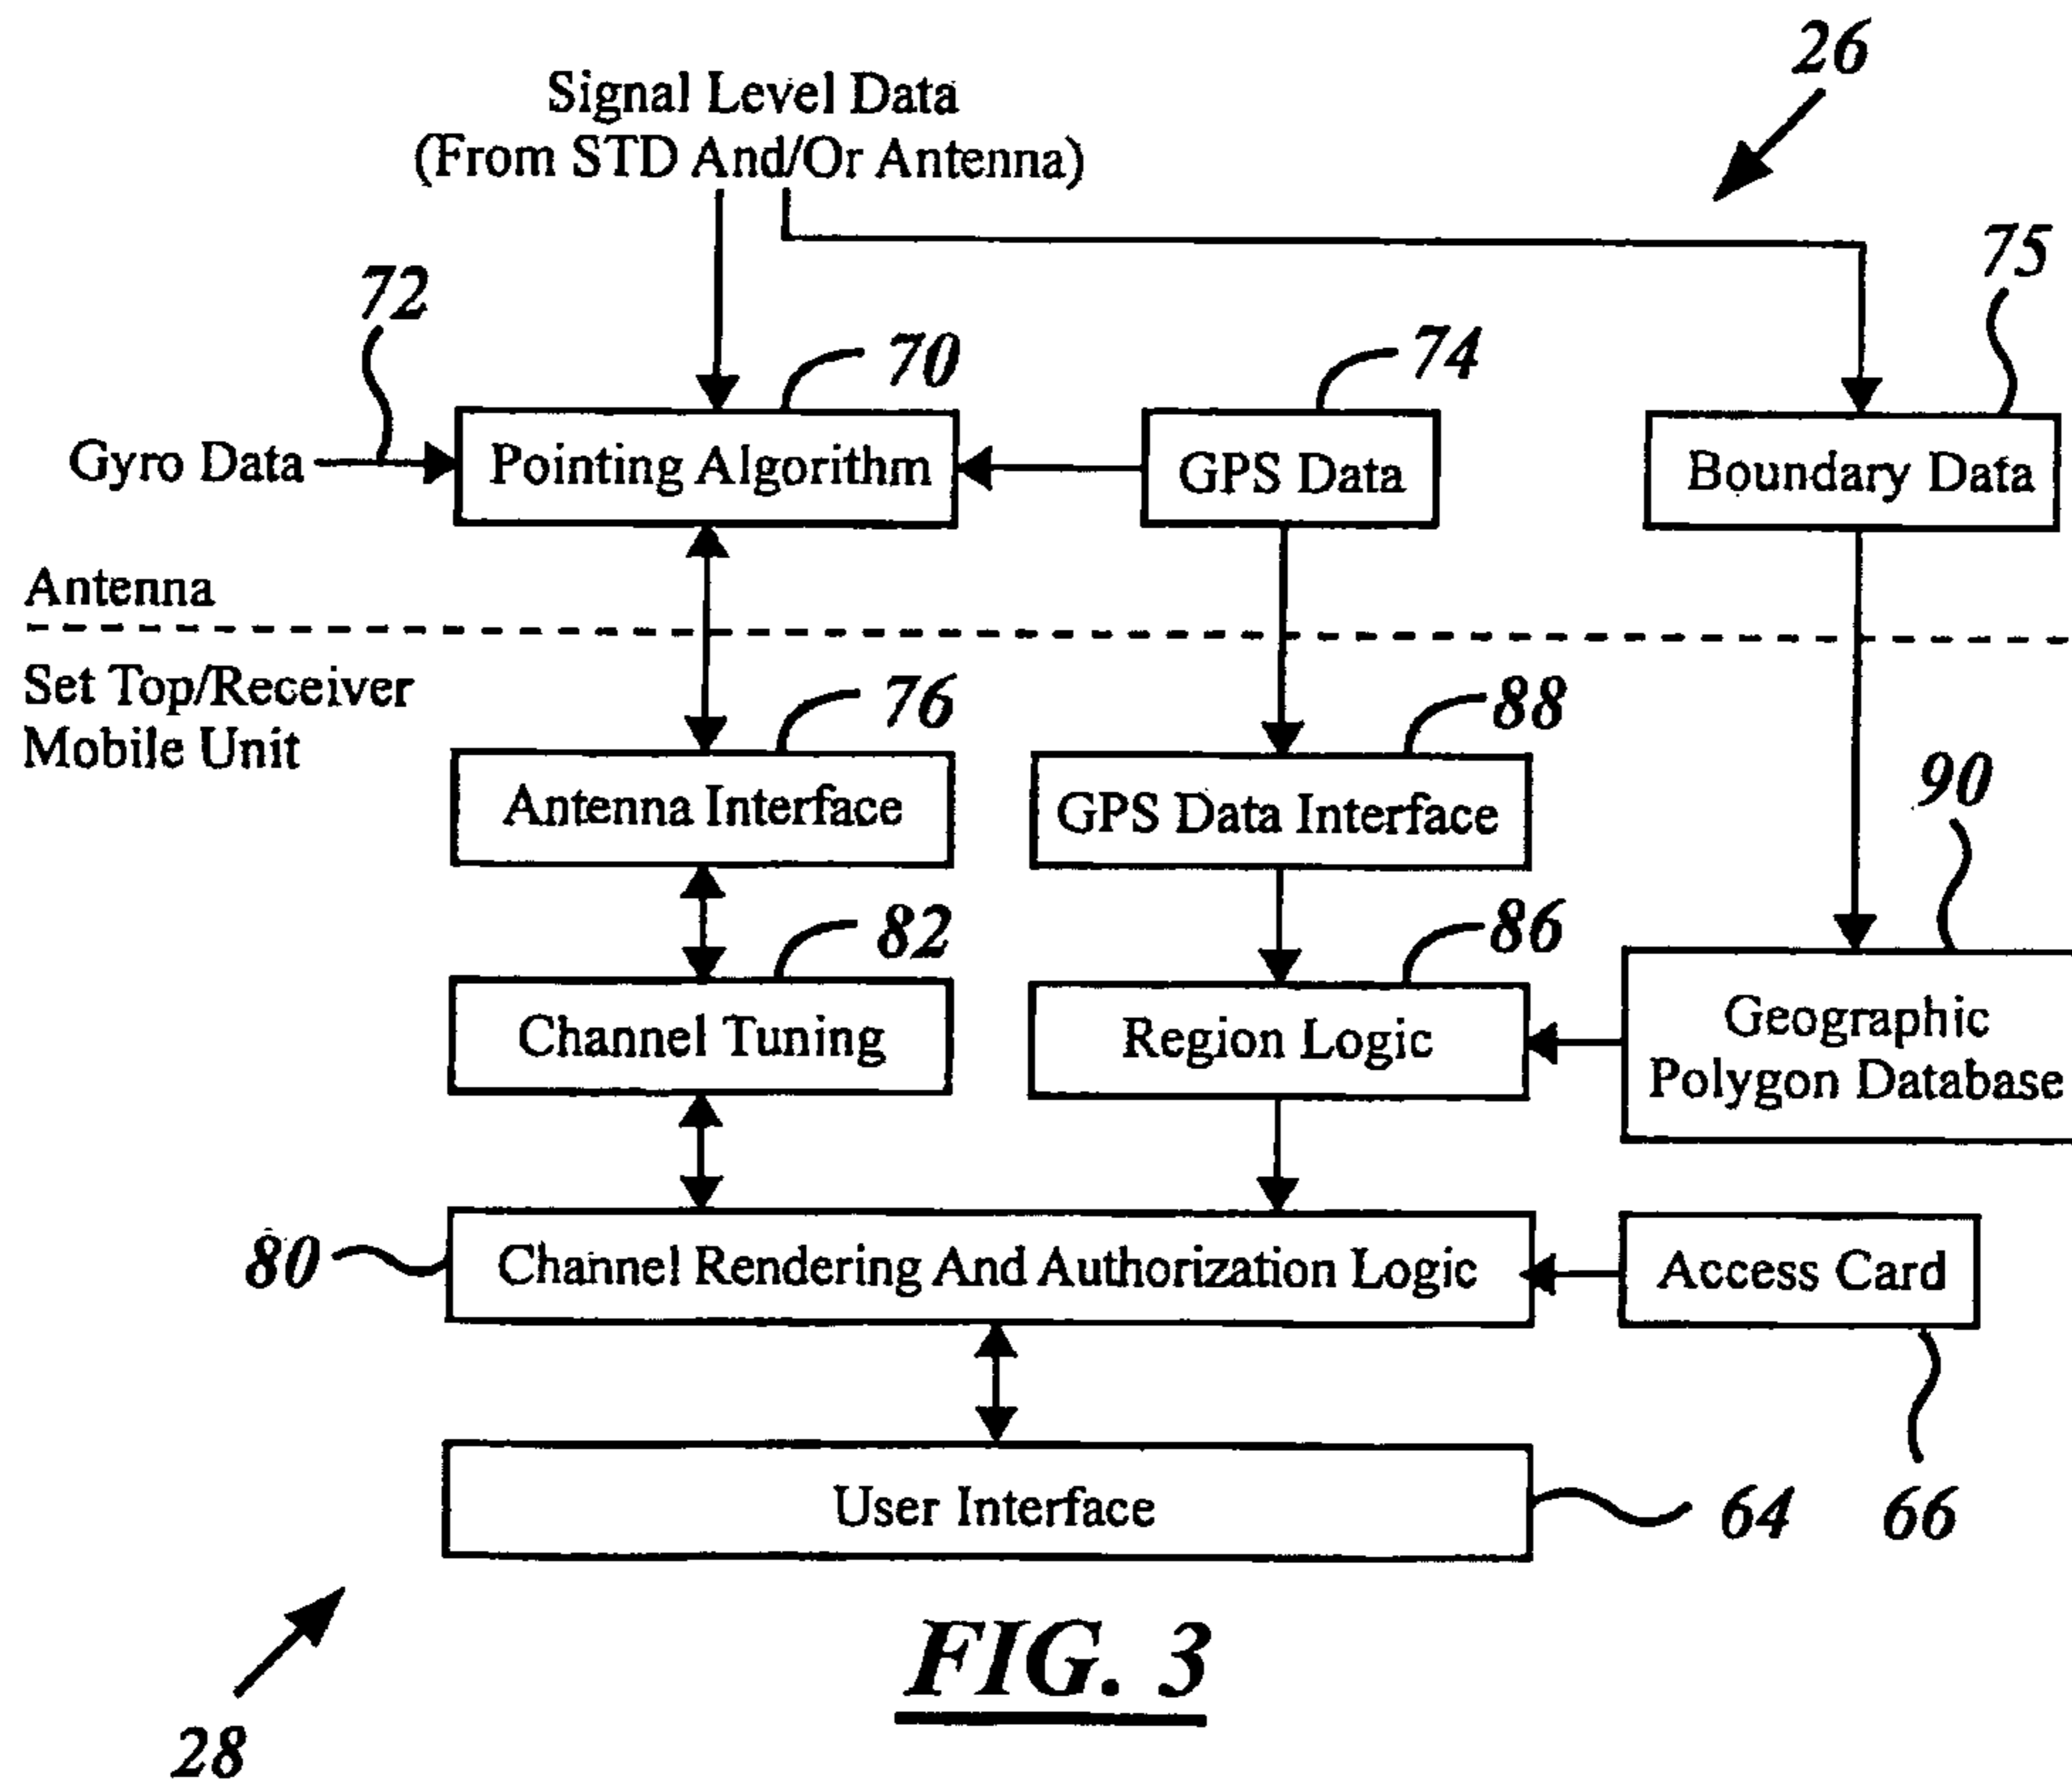 26
Signal Level Data
(From STD And/Or Antenna)
75
72
70
74
Gyro Data
Pointing Algorithm
GPS Data
Boundary Data
Antenna
Set Top/Receiver
Mobile Unit
76
88
90
Antenna Interface
GPS Data Interface
82
86
Channel Tuning
Region Logic
Geographic
Polygon Database
80
Channel Rendering And Authorization Logic
Access Card
User Interface
64
66
28
FIG. 3